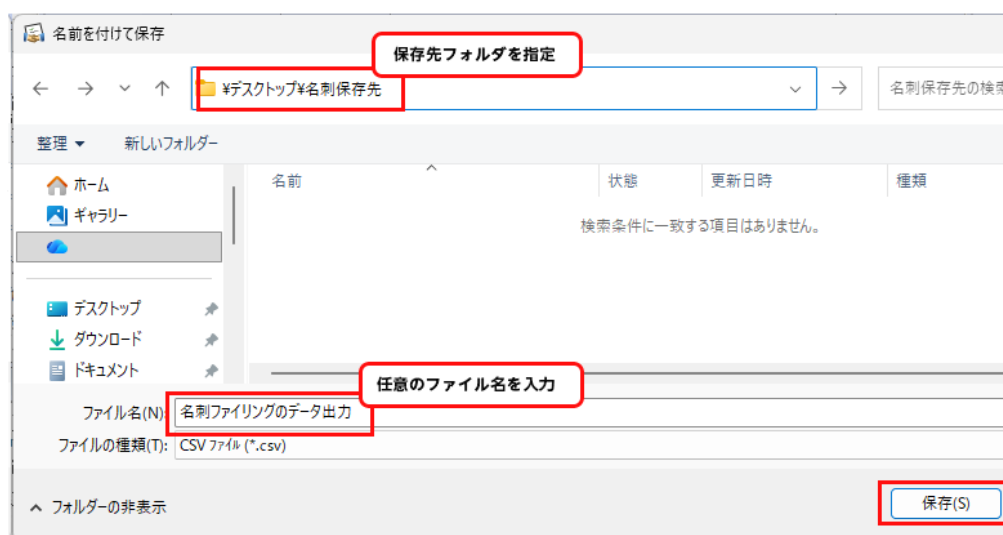 名前を付けて保存
保存先フォルダを指定
¥デスクトップ¥名刺保存先
名刺保存先の検索
整理
新しいフォルダー
名前
状態
更新日時
種類
ホーム
ギャラリー
検索条件に一致する項目はありません。
デスクトップ
ダウンロード
ドキュメント
任意のファイル名を入力
ファイル名(N): 名刺ファイリングのデータ出力
ファイルの種類(T): CSV ファイル (*.csv)
フォルダーの非表示
保存(S)